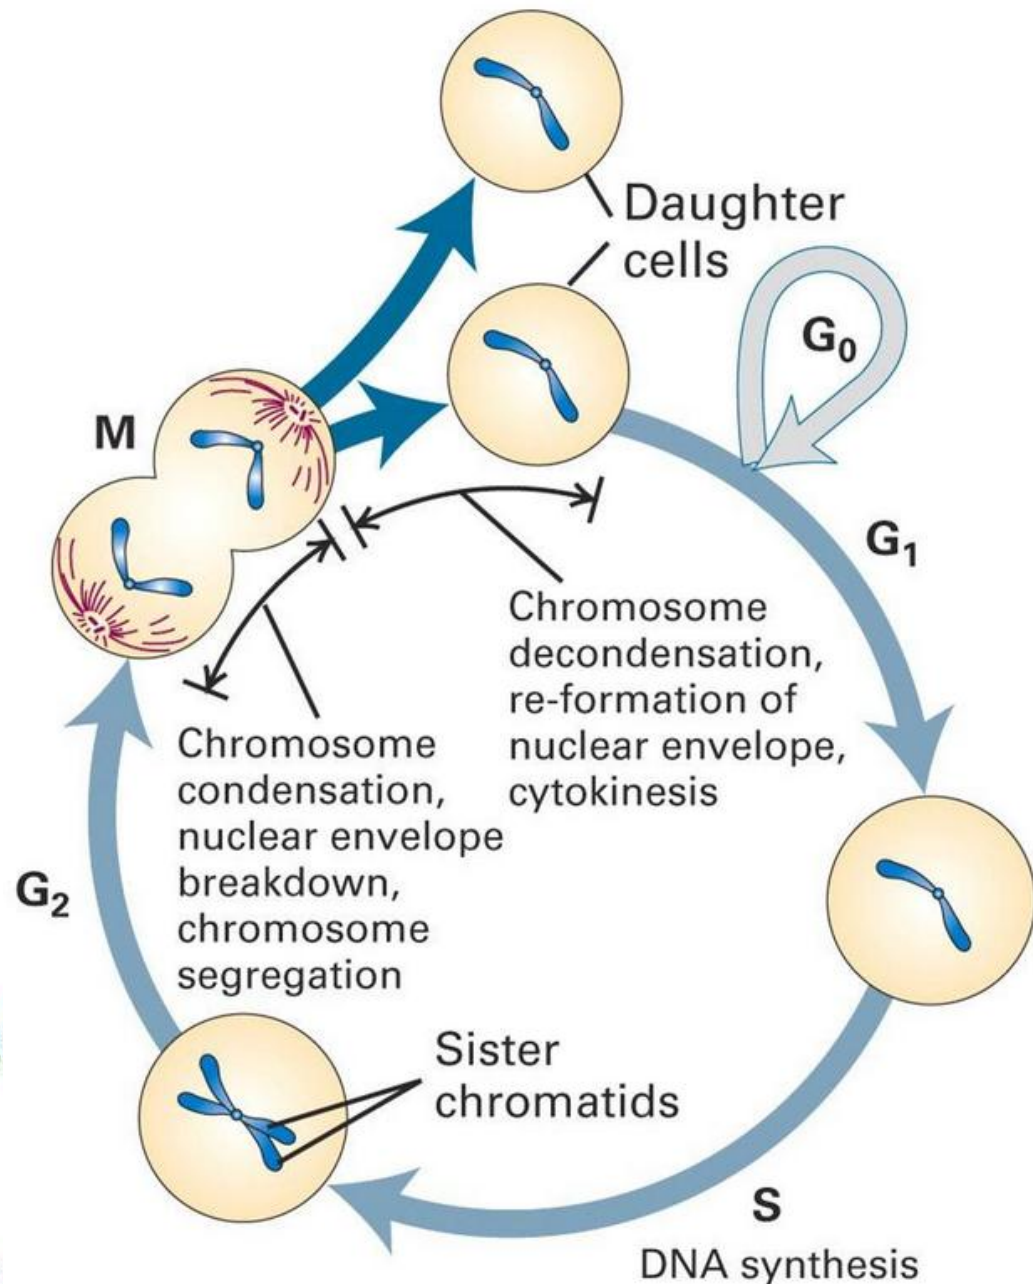 Daughter
cells
G₀
M
G₁
Chromosome
decondensation,
re-formation of
nuclear envelope,
cytokinesis
Chromosome
condensation,
nuclear envelope
breakdown,
chromosome
segregation
G₂
Sister
chromatids
S
DNA synthesis